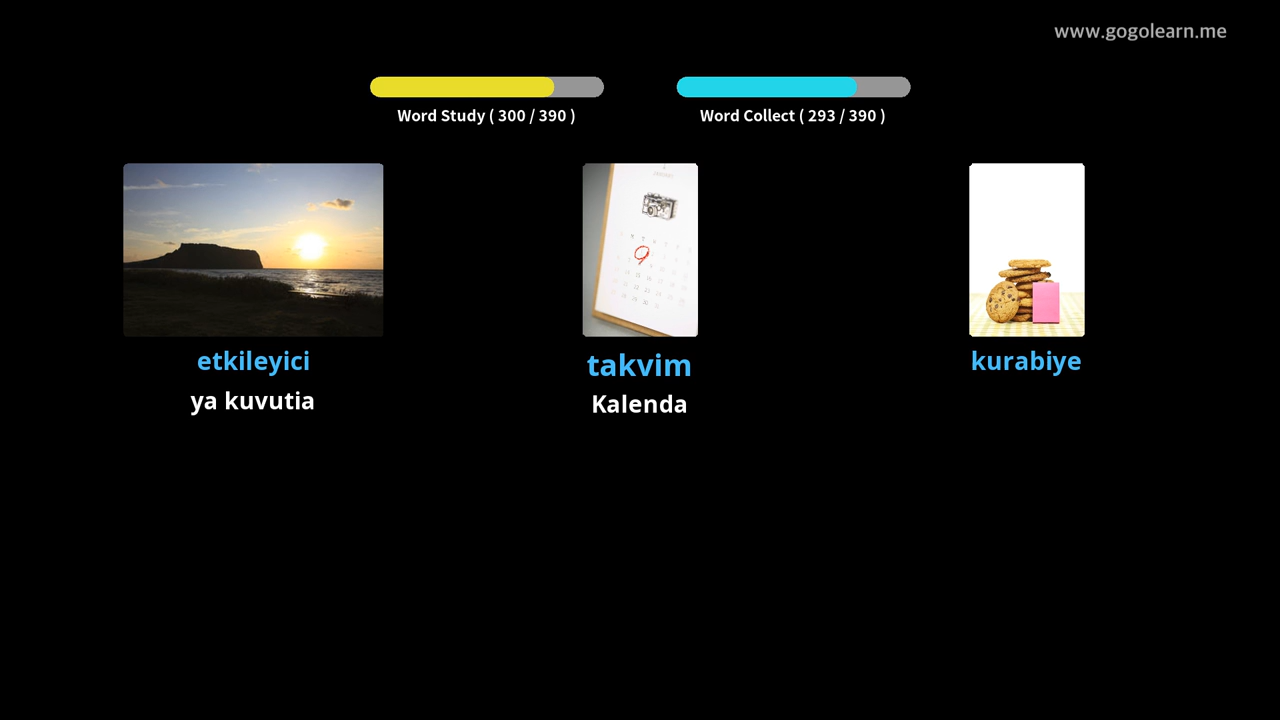 www.gogolearn.me
Word Study ( 300 / 390 )
Word Collect ( 293 / 390 )
etkileyici
ya kuvutia
takvim
Kalenda
kurabiye